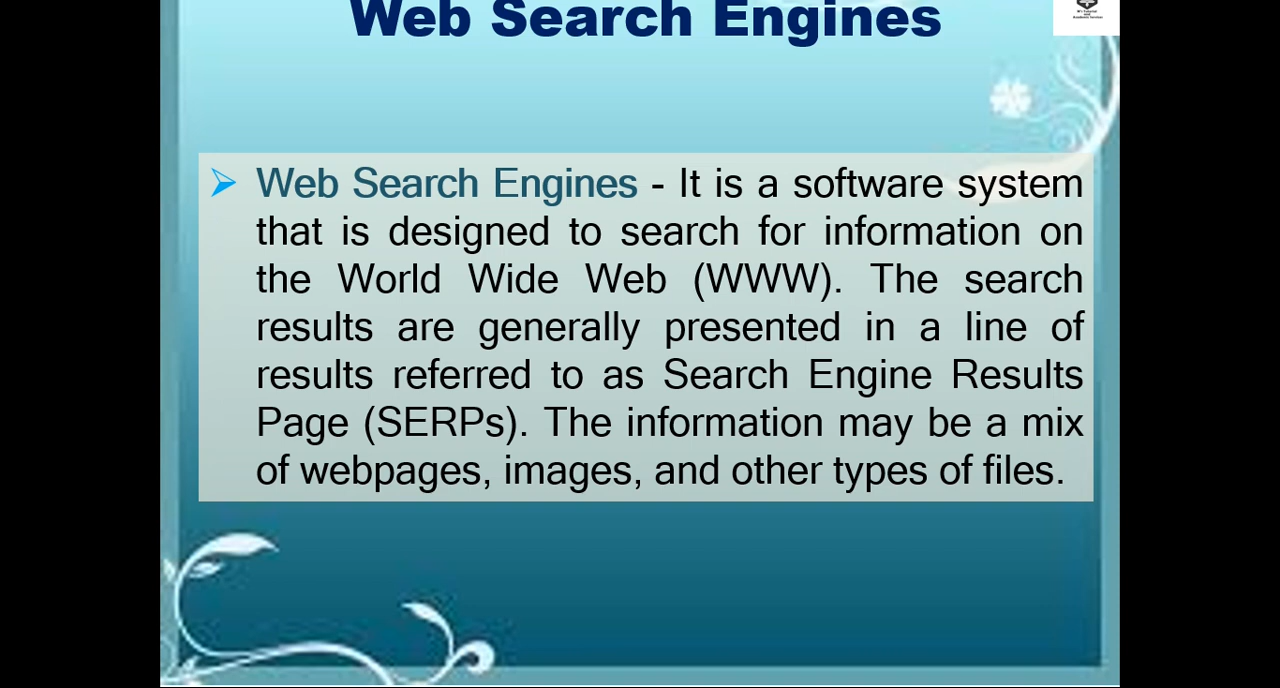 Web Search Engines
Web Search Engines - It is a software system
that is designed to search for information on
the World Wide Web (WWW). The search
results are generally presented in a line of
results referred to as Search Engine Results
Page (SERPs). The information may be a mix
of webpages, images, and other types of files.